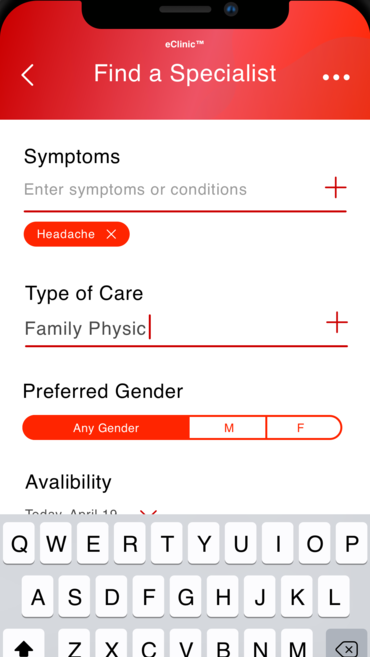 eClinic™
Find a Specialist
Symptoms
Enter symptoms or conditions
Headache
Type of Care
Family Physic
Preferred Gender
Any Gender M F
Avalibility
Today, April 19
Q W E R T Y U I O P
A S D F G H J K L
Z X C V B N M